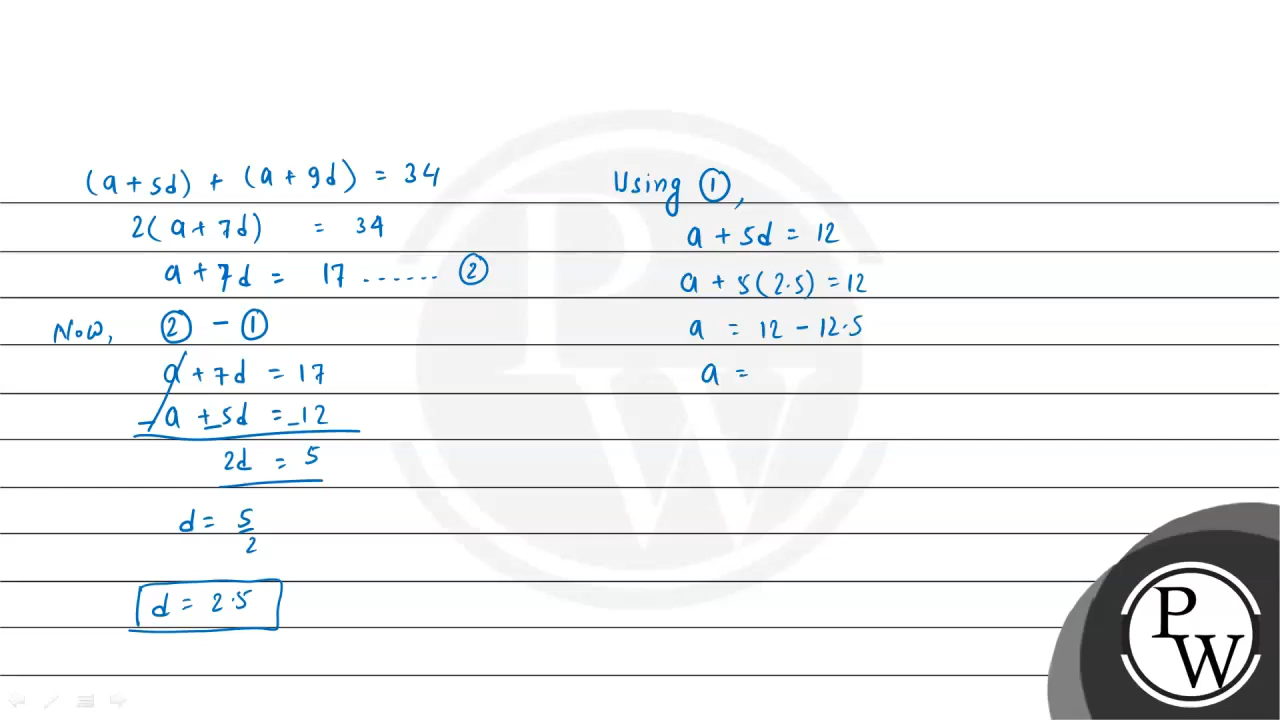 (a + 5d) + (a + 9d) = 34
2(a + 7d) = 34
a + 7d = 17 ....... ②
Now, ② - ①
a + 7d = 17
- a + - 5d = - 12
2d = 5
d = 5/2
d = 2.5
Using ①,
a + 5d = 12
a + 5(2.5) = 12
a = 12 - 12.5
a =
PW
PW